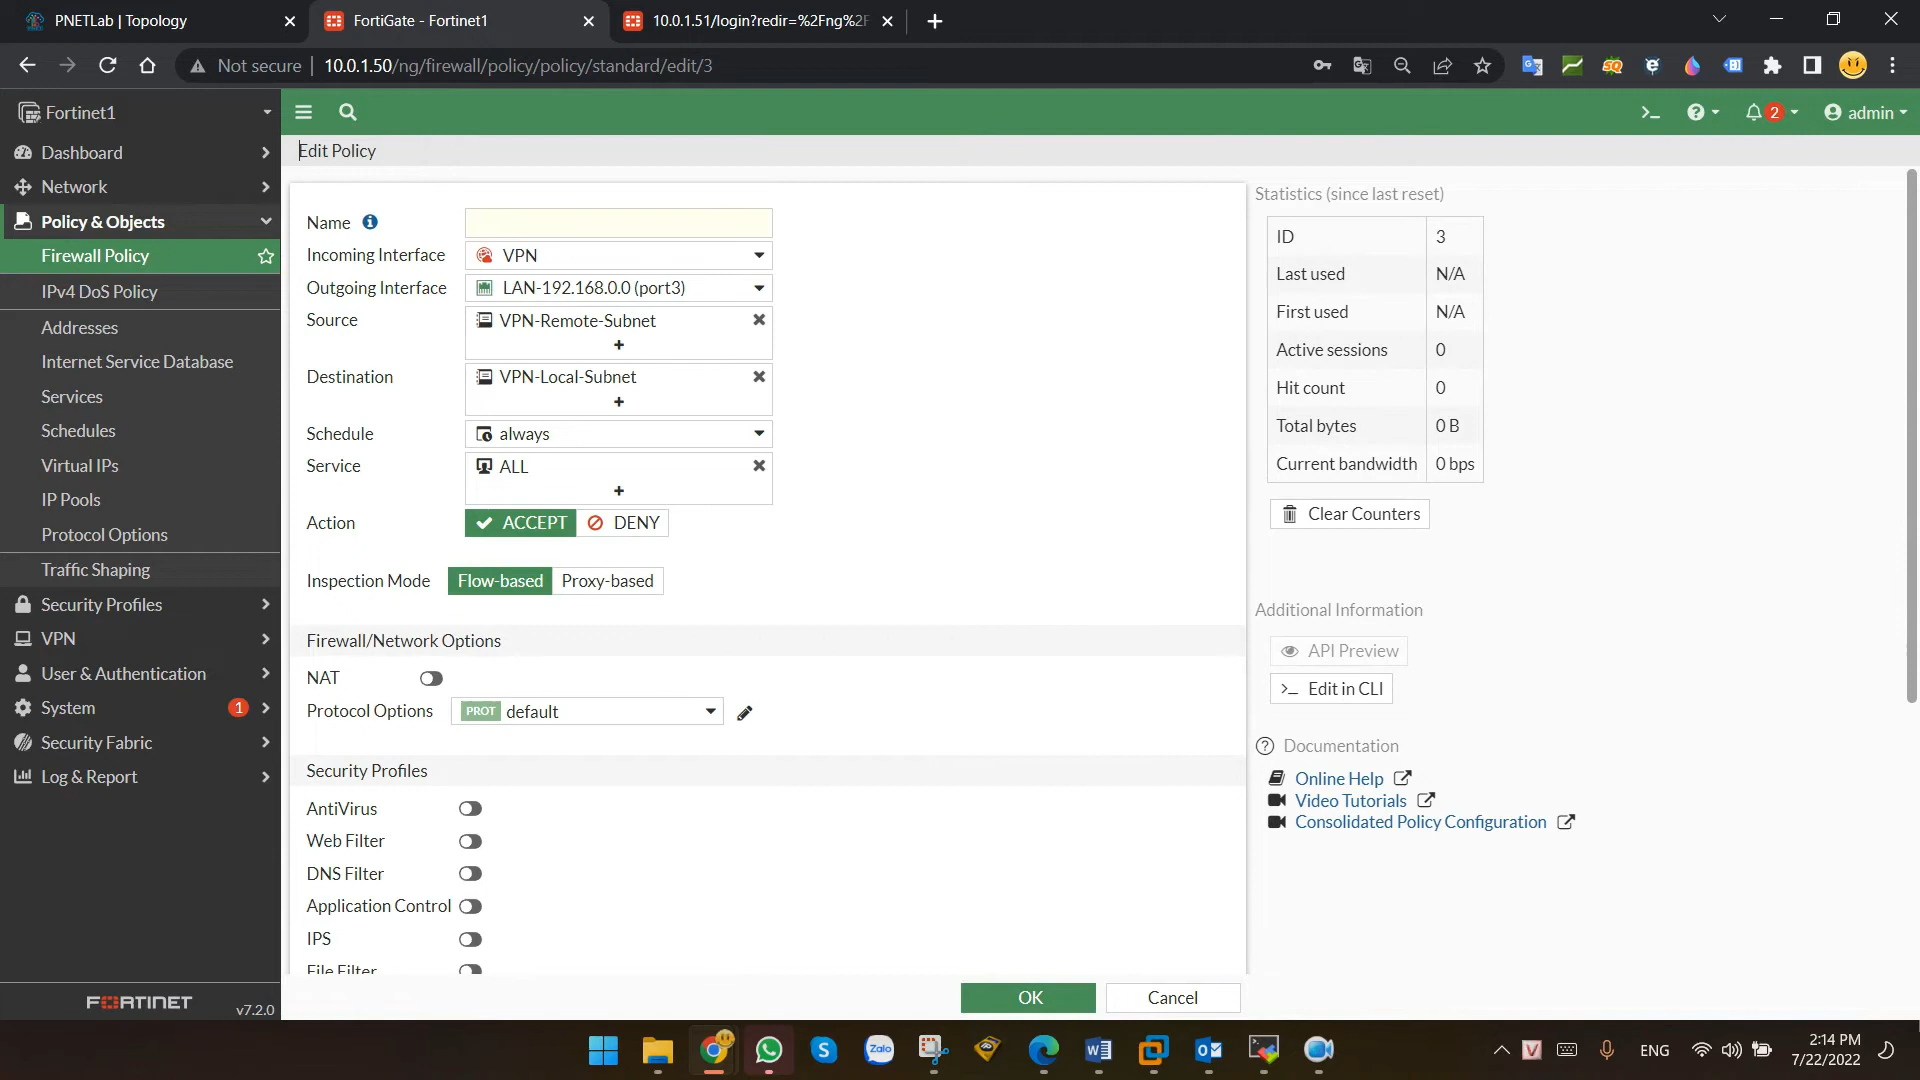 PNETLab | Topology
FortiGate - Fortinet1
10.0.1.51/login?redir=%2Fng%2F
Not secure
10.0.1.50/ng/firewall/policy/policy/standard/edit/3
Fortinet1
2
admin
Dashboard
Network
Policy & Objects
Firewall Policy
IPv4 DoS Policy
Addresses
Internet Service Database
Services
Schedules
Virtual IPs
IP Pools
Protocol Options
Traffic Shaping
Security Profiles
VPN
User & Authentication
System 1
Security Fabric
Log & Report
FORTINET v7.2.0
Edit Policy
Name
Incoming Interface VPN
Outgoing Interface LAN-192.168.0.0 (port3)
Source VPN-Remote-Subnet
+
Destination VPN-Local-Subnet
+
Schedule always
Service ALL
+
Action ACCEPT DENY
Inspection Mode Flow-based Proxy-based
Firewall/Network Options
NAT
Protocol Options PROT default
Security Profiles
AntiVirus
Web Filter
DNS Filter
Application Control
IPS
File Filter
OK Cancel
Statistics (since last reset)
ID 3
Last used N/A
First used N/A
Active sessions 0
Hit count 0
Total bytes 0 B
Current bandwidth 0 bps
Clear Counters
Additional Information
API Preview
>_ Edit in CLI
Documentation
Online Help
Video Tutorials
Consolidated Policy Configuration
Zalo
ENG
2:14 PM
7/22/2022